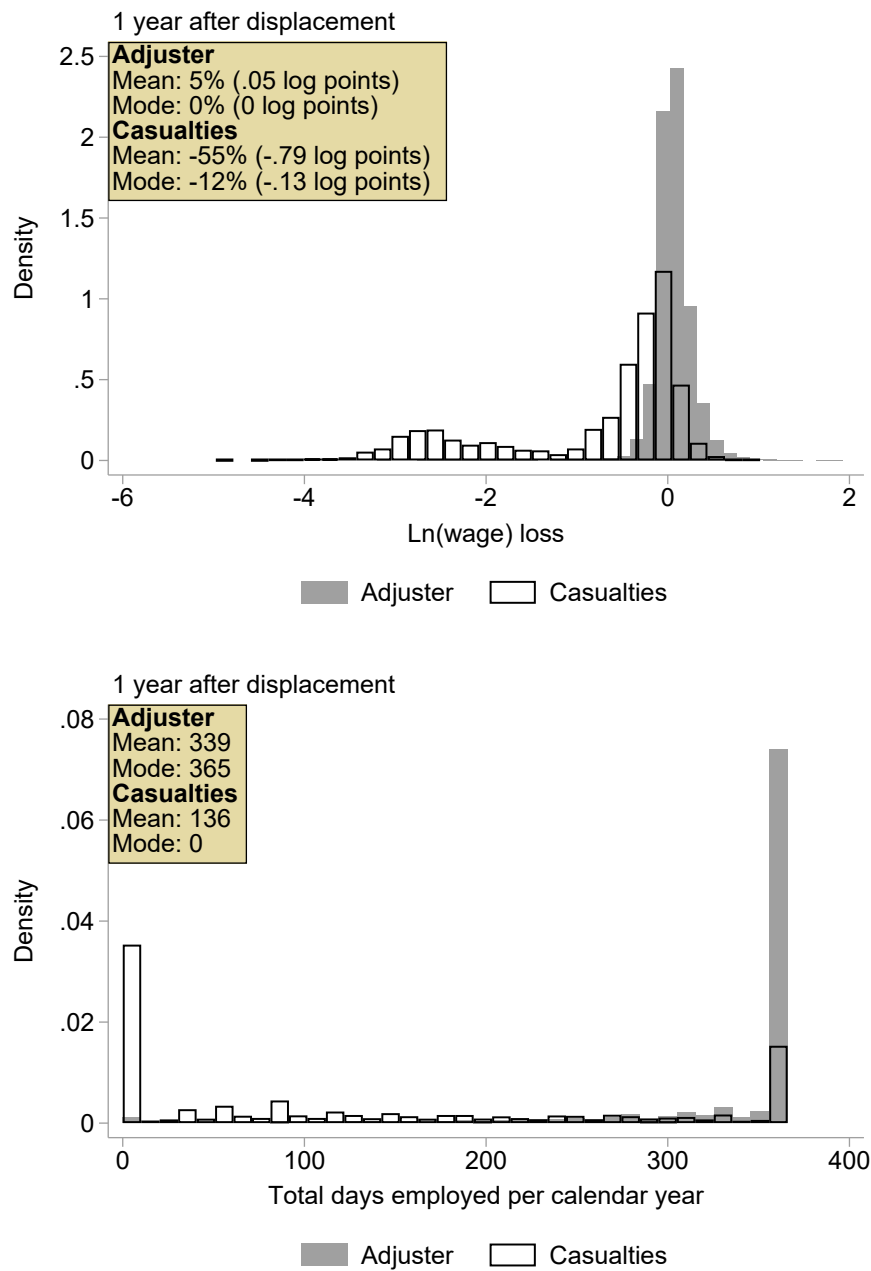 1 year after displacement
Adjuster
Mean: 5% (.05 log points)
Mode: 0% (0 log points)
Casualties
Mean: -55% (-.79 log points)
Mode: -12% (-.13 log points)
2.5
2
1.5
1
.5
0
Density
-6 -4 -2 0 2
Ln(wage) loss
Adjuster Casualties
1 year after displacement
Adjuster
Mean: 339
Mode: 365
Casualties
Mean: 136
Mode: 0
.08
.06
.04
.02
0
Density
0 100 200 300 400
Total days employed per calendar year
Adjuster Casualties